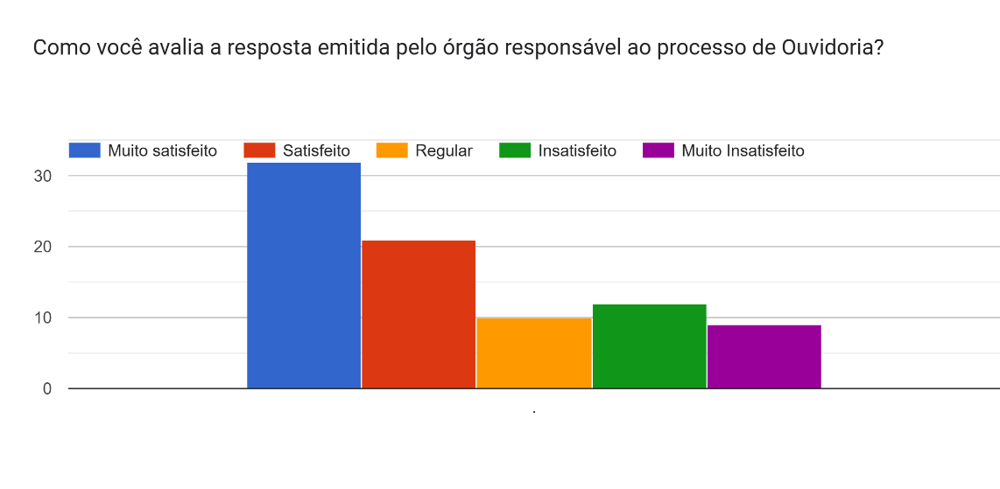 Como você avalia a resposta emitida pelo órgão responsável ao processo de Ouvidoria?
Muito satisfeito Satisfeito Regular Insatisfeito Muito Insatisfeito
30
20
10
0
.